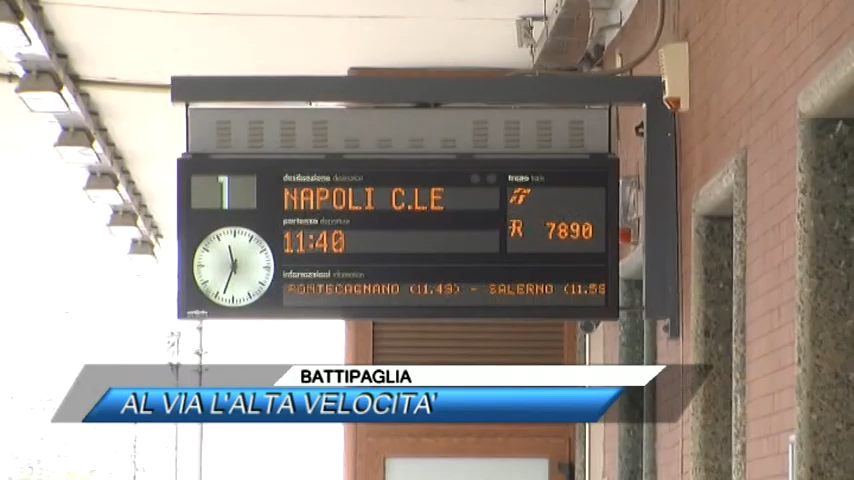 1
destinazione destination
treno train
NAPOLI C.LE
partenza departure
R 7890
11:40
informazioni information
PONTECAGNANO (11.49) - SALERNO (11.58
BATTIPAGLIA
AL VIA L'ALTA VELOCITA'